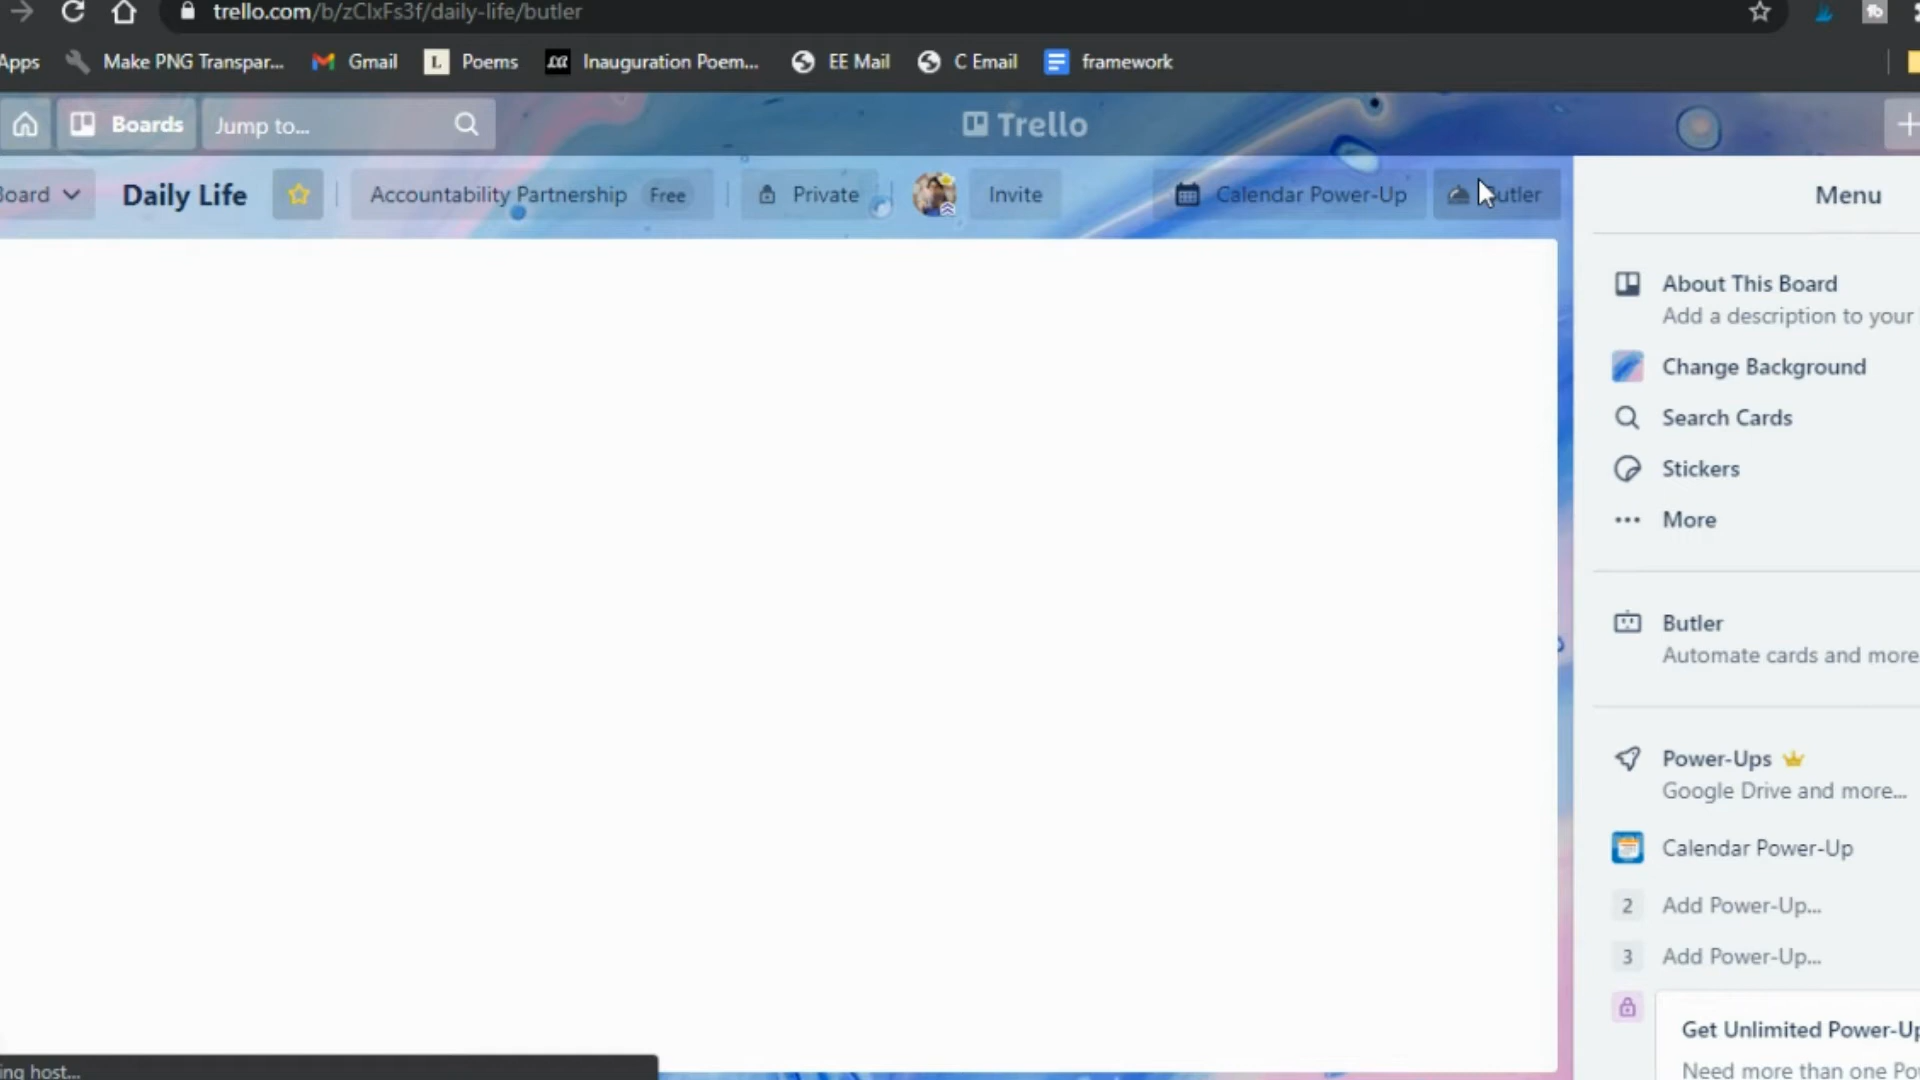 trello.com/b/zClxFs3f/daily-life/butler
Apps Make PNG Transpar... Gmail L Poems Inauguration Poem... EE Mail C Email framework
Boards Jump to... Trello
Board Daily Life Accountability Partnership Free Private Invite Calendar Power-Up utler
Menu
About This Board
Add a description to your
Change Background
Search Cards
Stickers
More
Butler
Automate cards and more
Power-Ups
Google Drive and more...
Calendar Power-Up
2 Add Power-Up...
3 Add Power-Up...
Get Unlimited Power-Up
Need more than one Po
ing host...